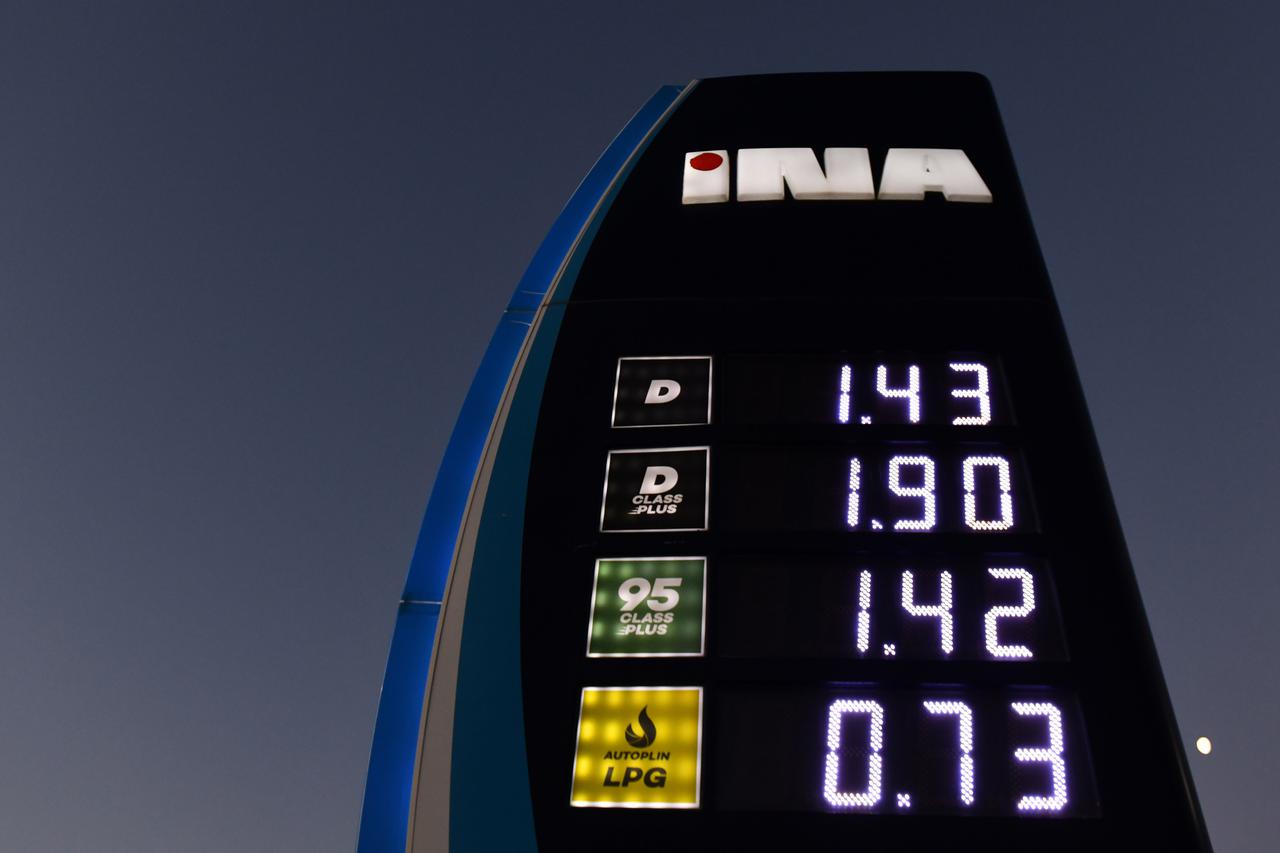 iNA
D 1.43
D
CLASS
PLUS
1.90
95
CLASS
PLUS
1.42
AUTOPLIN
LPG
0.73